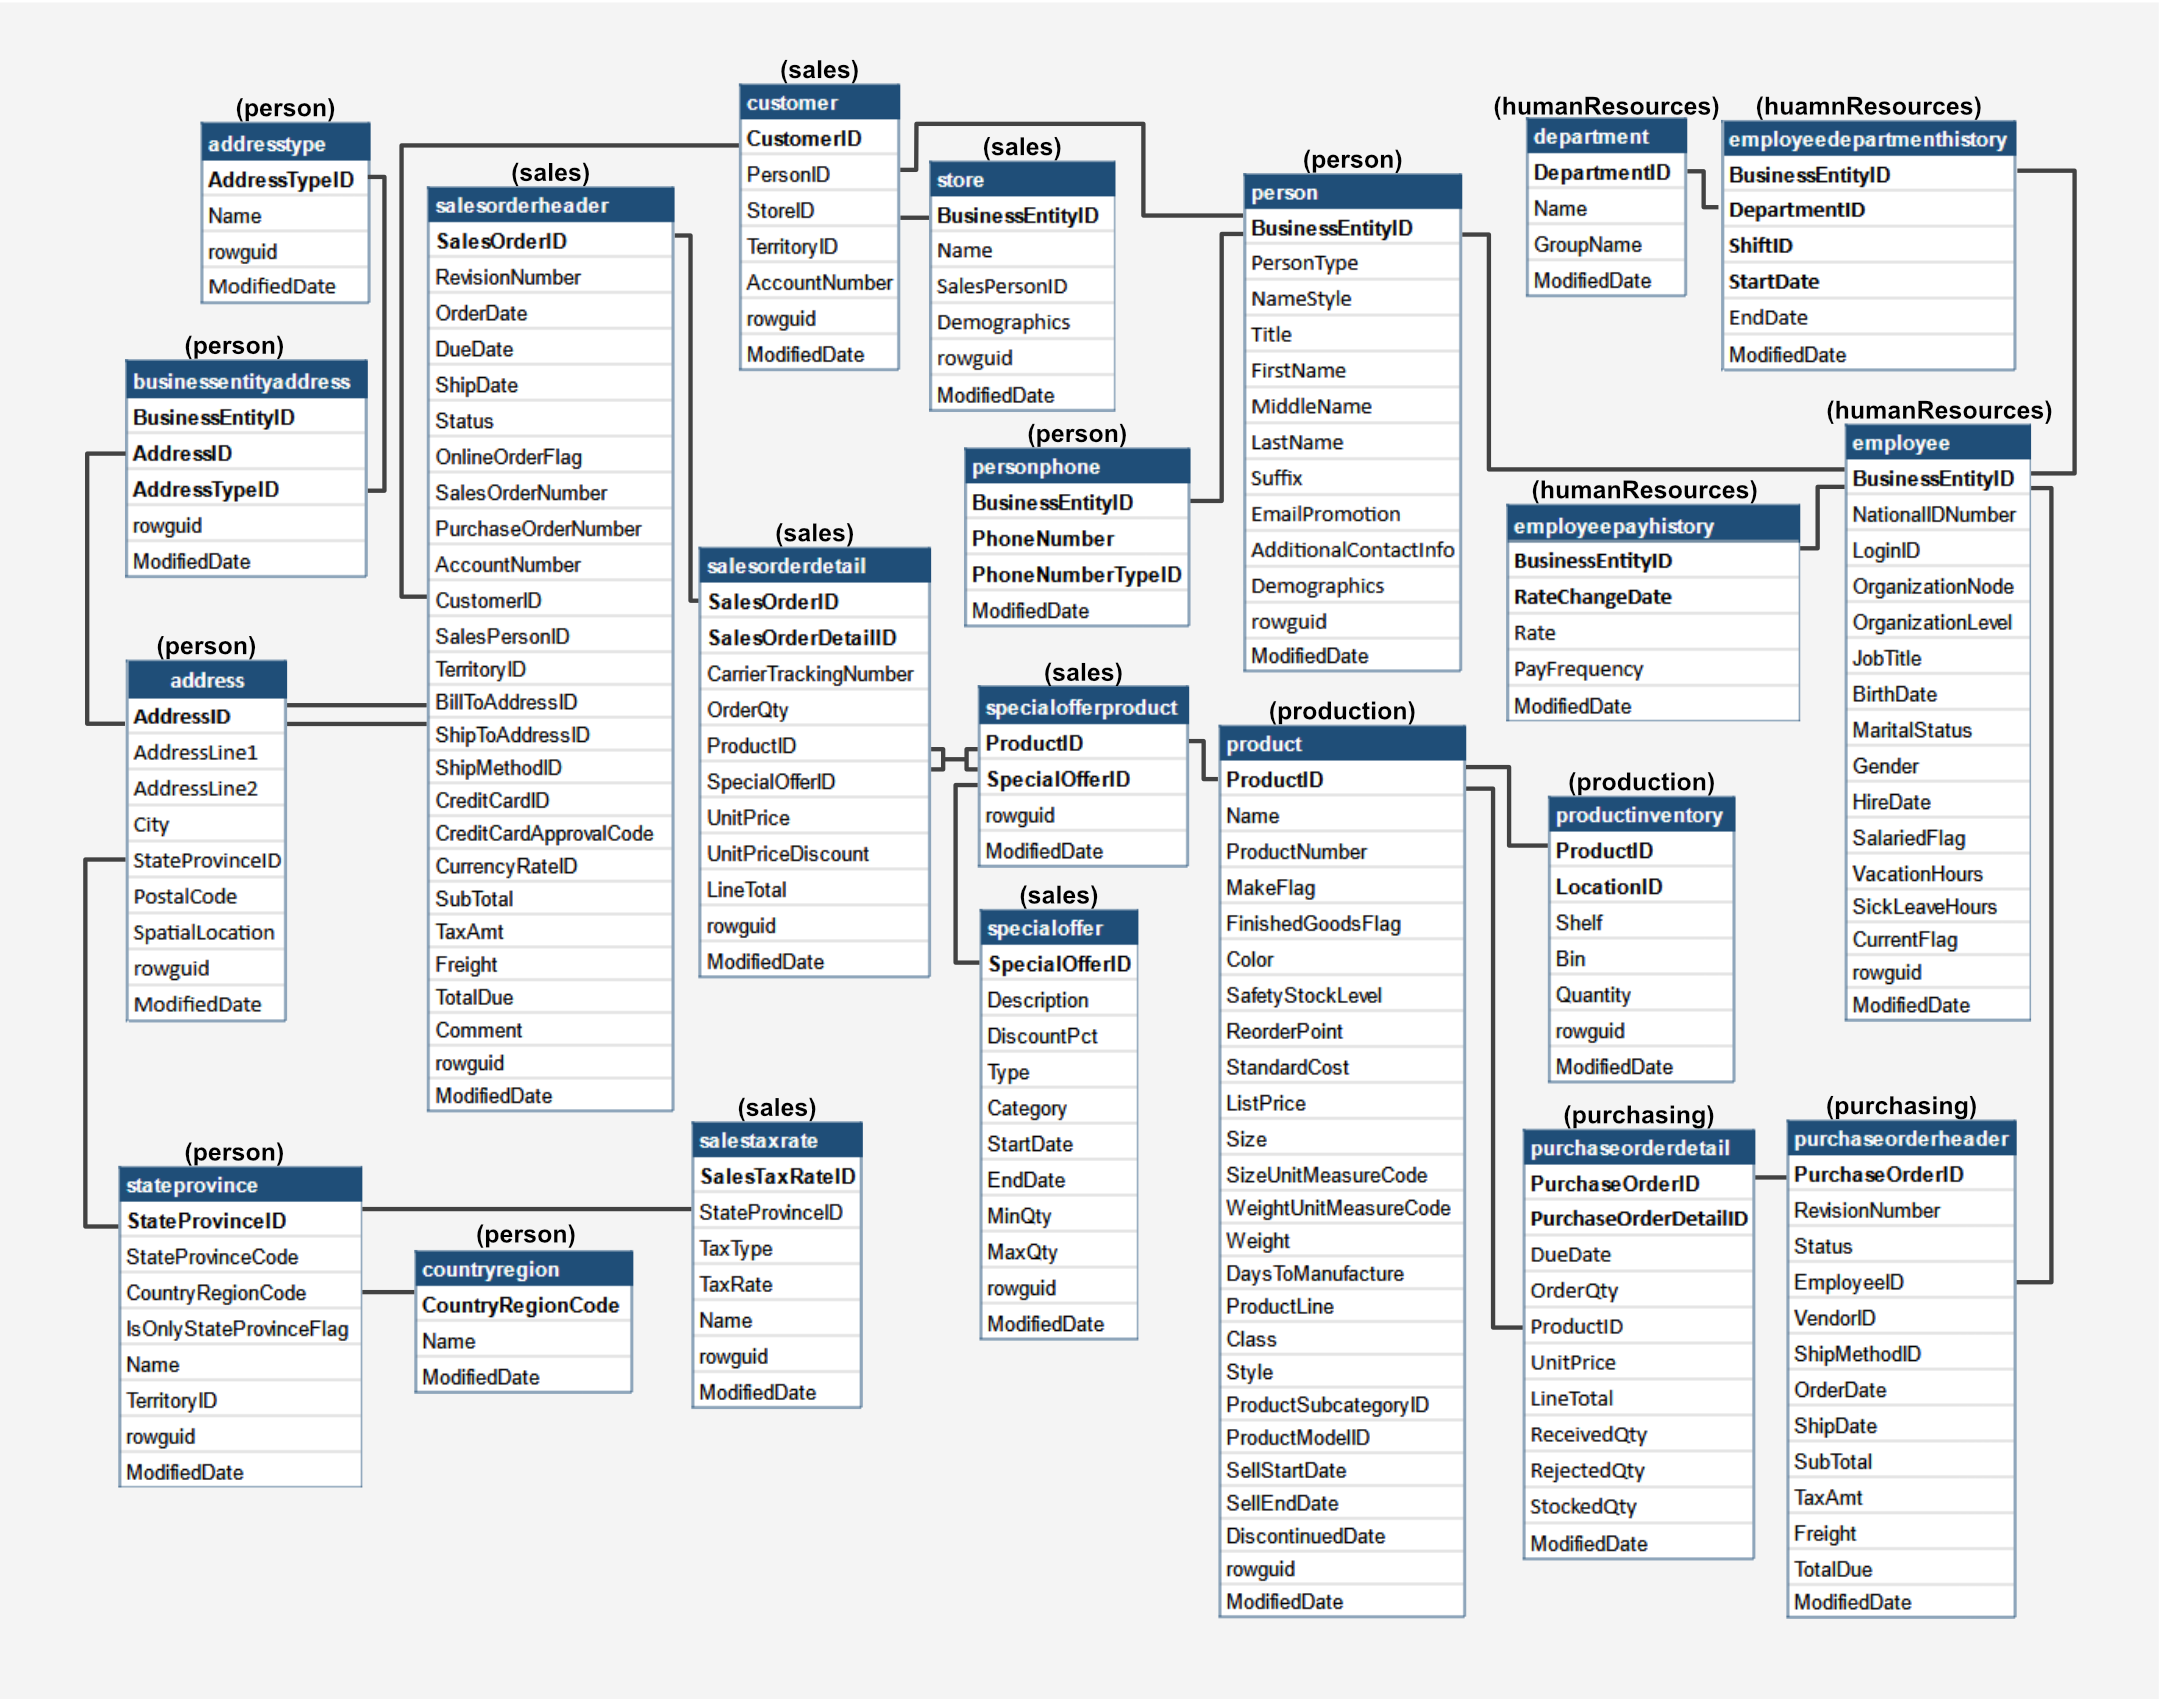 (person)
addresstype
AddressTypeID
Name
rowguid
ModifiedDate
(person)
businessentityaddress
BusinessEntityID
AddressID
AddressTypeID
rowguid
ModifiedDate
(person)
address
AddressID
AddressLine1
AddressLine2
City
StateProvinceID
PostalCode
SpatialLocation
rowguid
ModifiedDate
(person)
stateprovince
StateProvinceID
StateProvinceCode
CountryRegionCode
IsOnlyStateProvinceFlag
Name
TerritoryID
rowguid
ModifiedDate
(person)
countryregion
CountryRegionCode
Name
ModifiedDate
(sales)
salesorderheader
SalesOrderID
RevisionNumber
OrderDate
DueDate
ShipDate
Status
OnlineOrderFlag
SalesOrderNumber
PurchaseOrderNumber
AccountNumber
CustomerID
SalesPersonID
TerritoryID
BillToAddressID
ShipToAddressID
ShipMethodID
CreditCardID
CreditCardApprovalCode
CurrencyRateID
SubTotal
TaxAmt
Freight
TotalDue
Comment
rowguid
ModifiedDate
(sales)
customer
CustomerID
PersonID
StoreID
TerritoryID
AccountNumber
rowguid
ModifiedDate
(sales)
store
BusinessEntityID
Name
SalesPersonID
Demographics
rowguid
ModifiedDate
(person)
personphone
BusinessEntityID
PhoneNumber
PhoneNumberTypeID
ModifiedDate
(sales)
salesorderdetail
SalesOrderID
SalesOrderDetailID
CarrierTrackingNumber
OrderQty
ProductID
SpecialOfferID
UnitPrice
UnitPriceDiscount
LineTotal
rowguid
ModifiedDate
(sales)
specialofferproduct
ProductID
SpecialOfferID
rowguid
ModifiedDate
(sales)
specialoffer
SpecialOfferID
Description
DiscountPct
Type
Category
StartDate
EndDate
MinQty
MaxQty
rowguid
ModifiedDate
(sales)
salestaxrate
SalesTaxRateID
StateProvinceID
TaxType
TaxRate
Name
rowguid
ModifiedDate
(person)
person
BusinessEntityID
PersonType
NameStyle
Title
FirstName
MiddleName
LastName
Suffix
EmailPromotion
AdditionalContactInfo
Demographics
rowguid
ModifiedDate
(production)
product
ProductID
Name
ProductNumber
MakeFlag
FinishedGoodsFlag
Color
SafetyStockLevel
ReorderPoint
StandardCost
ListPrice
Size
SizeUnitMeasureCode
WeightUnitMeasureCode
Weight
DaysToManufacture
ProductLine
Class
Style
ProductSubcategoryID
ProductModelID
SellStartDate
SellEndDate
DiscontinuedDate
rowguid
ModifiedDate
(humanResources)
department
DepartmentID
Name
GroupName
ModifiedDate
(huamnResources)
employeedepartmenthistory
BusinessEntityID
DepartmentID
ShiftID
StartDate
EndDate
ModifiedDate
(humanResources)
employee
BusinessEntityID
NationalIDNumber
LoginID
OrganizationNode
OrganizationLevel
JobTitle
BirthDate
MaritalStatus
Gender
HireDate
SalariedFlag
VacationHours
SickLeaveHours
CurrentFlag
rowguid
ModifiedDate
(humanResources)
employeepayhistory
BusinessEntityID
RateChangeDate
Rate
PayFrequency
ModifiedDate
(production)
productinventory
ProductID
LocationID
Shelf
Bin
Quantity
rowguid
ModifiedDate
(purchasing)
purchaseorderdetail
PurchaseOrderID
PurchaseOrderDetailID
DueDate
OrderQty
ProductID
UnitPrice
LineTotal
ReceivedQty
RejectedQty
StockedQty
ModifiedDate
(purchasing)
purchaseorderheader
PurchaseOrderID
RevisionNumber
Status
EmployeeID
VendorID
ShipMethodID
OrderDate
ShipDate
SubTotal
TaxAmt
Freight
TotalDue
ModifiedDate